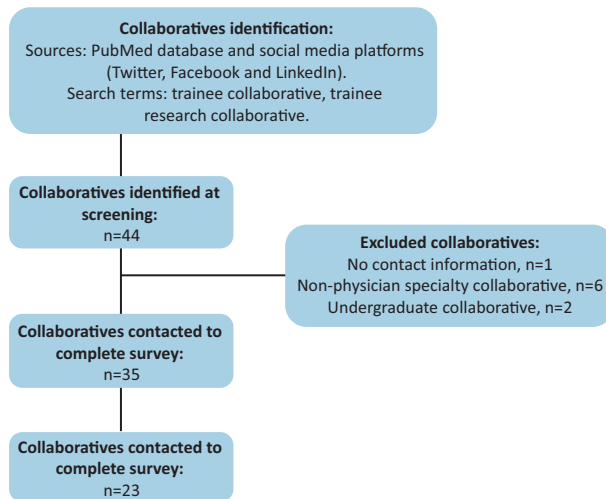 Collaboratives identification:
Sources: PubMed database and social media platforms
(Twitter, Facebook and LinkedIn).
Search terms: trainee collaborative, trainee
research collaborative.
Collaboratives identified at
screening:
n=44
Excluded collaboratives:
No contact information, n=1
Non-physician specialty collaborative, n=6
Undergraduate collaborative, n=2
Collaboratives contacted to
complete survey:
n=35
Collaboratives contacted to
complete survey:
n=23